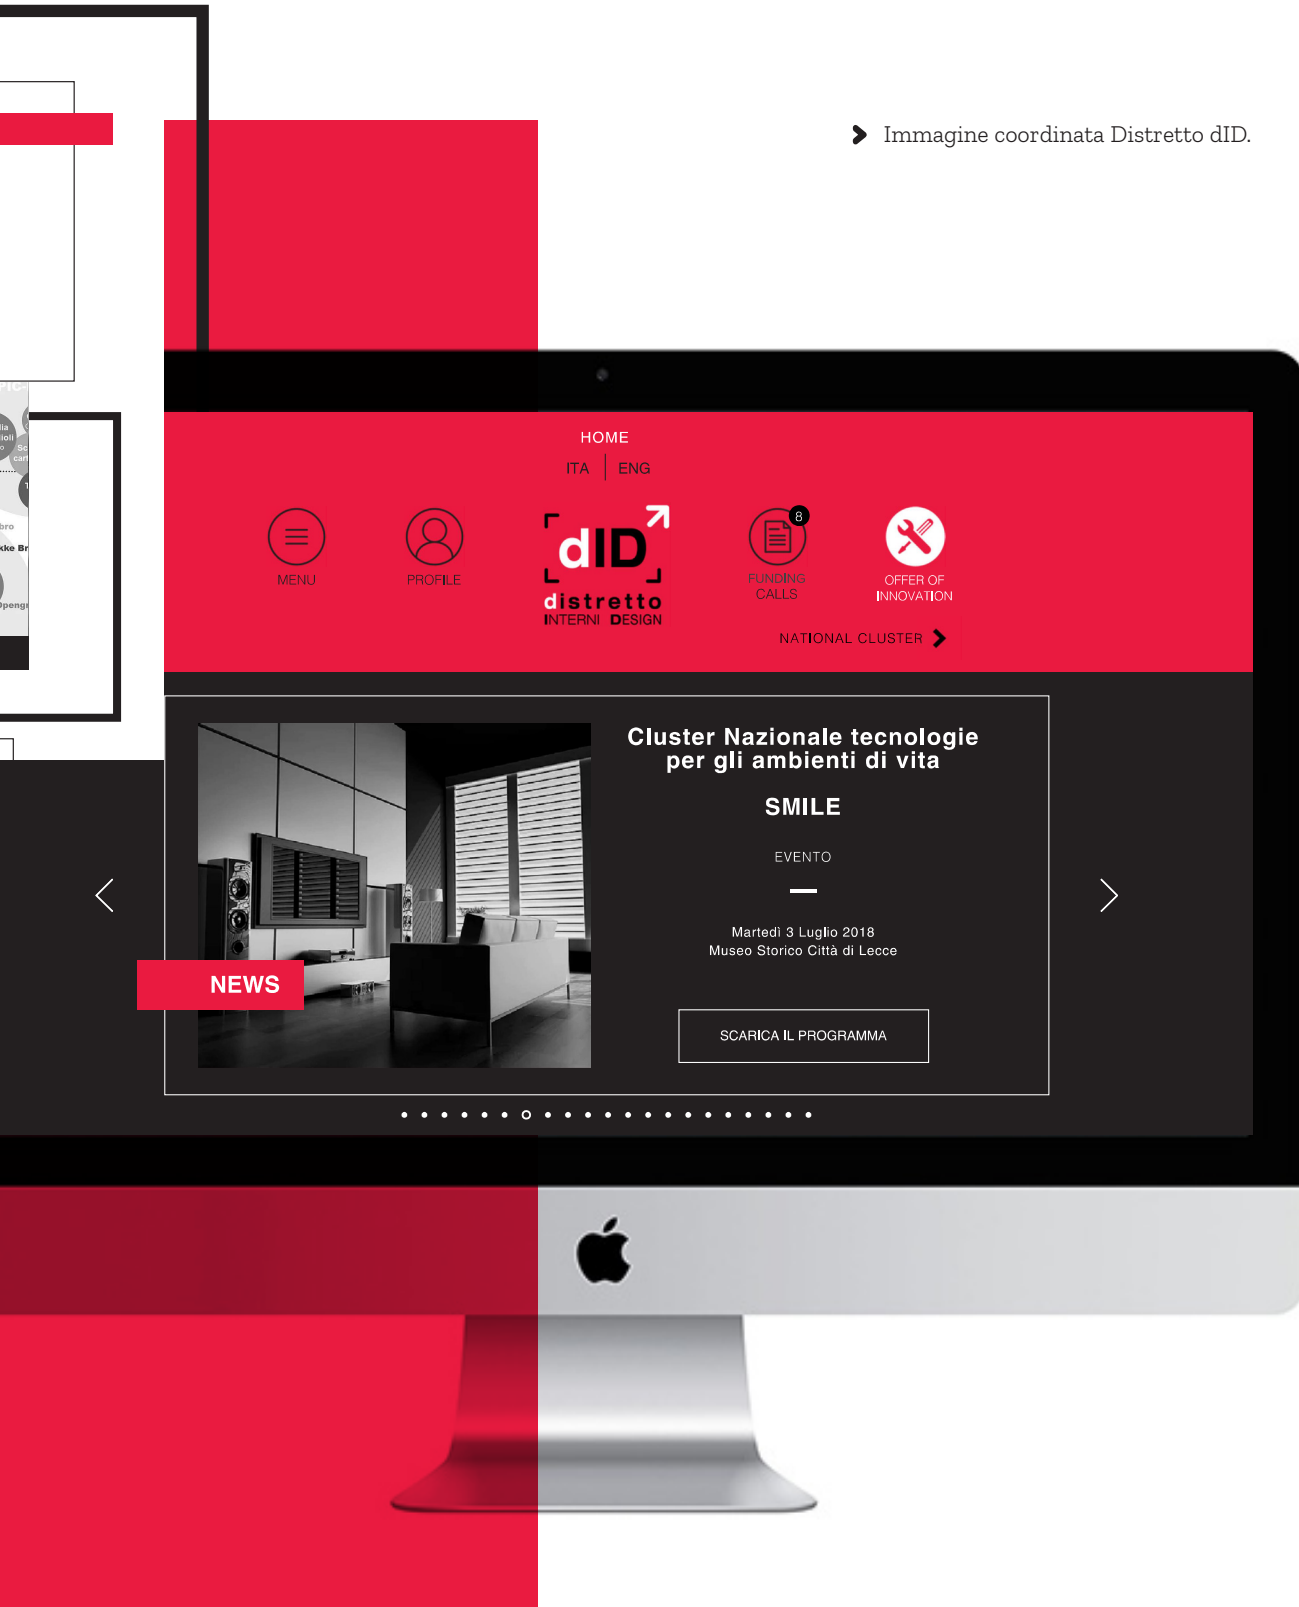 Immagine coordinata Distretto dID.
HOME
ITA | ENG
MENU
PROFILE
dID
distretto
INTERNI DESIGN
8
FUNDING
CALLS
OFFER OF
INNOVATION
NATIONAL CLUSTER
Cluster Nazionale tecnologie
per gli ambienti di vita
SMILE
EVENTO
Martedì 3 Luglio 2018
Museo Storico Città di Lecce
SCARICA IL PROGRAMMA
NEWS